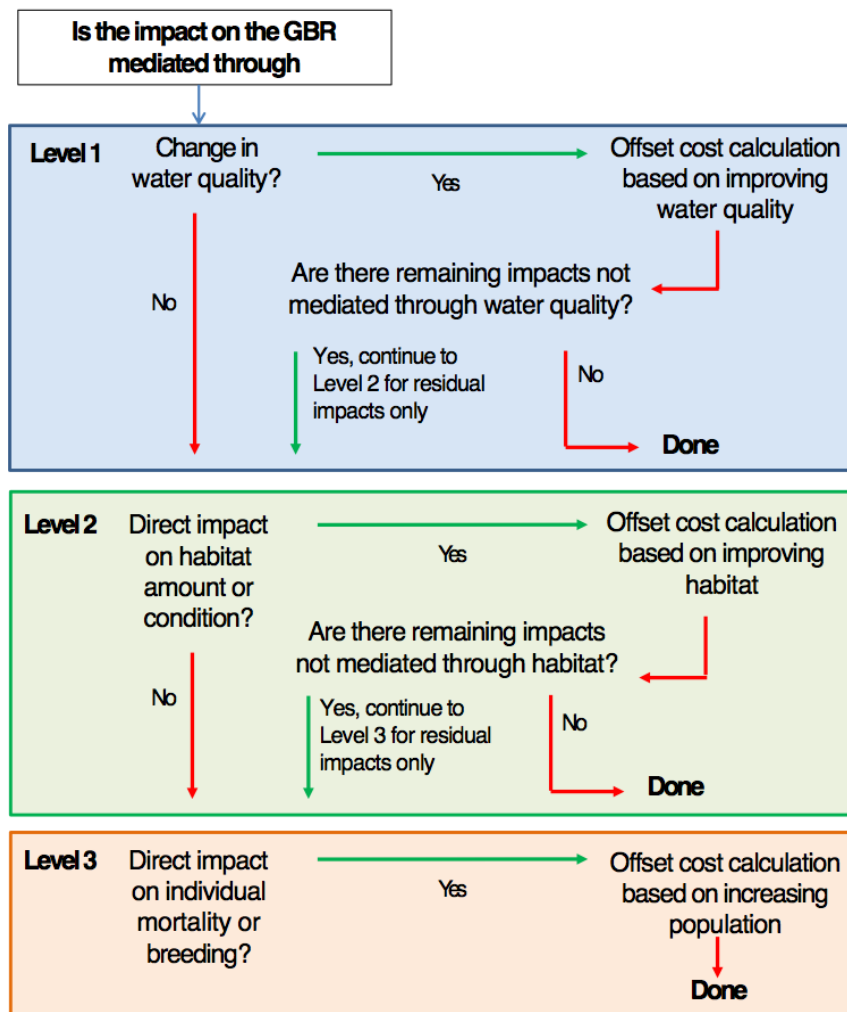 Is the impact on the GBR
mediated through
Level 1
Change in
water quality?
Yes
Offset cost calculation
based on improving
water quality
No
Are there remaining impacts not
mediated through water quality?
Yes, continue to
Level 2 for residual
impacts only
No
Done
Level 2
Direct impact
on habitat
amount or
condition?
Yes
Offset cost calculation
based on improving
habitat
No
Are there remaining impacts
not mediated through habitat?
Yes, continue to
Level 3 for residual
impacts only
No
Done
Level 3
Direct impact
on individual
mortality or
breeding?
Yes
Offset cost calculation
based on increasing
population
Done